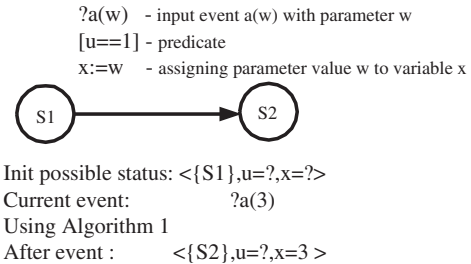 ?a(w) - input event a(w) with parameter w
[u==1] - predicate
x:=w - assigning parameter value w to variable x
S1 S2
Init possible status: <{S1},u=?,x=?>
Current event: ?a(3)
Using Algorithm 1
After event : <{S2},u=?,x=3 >